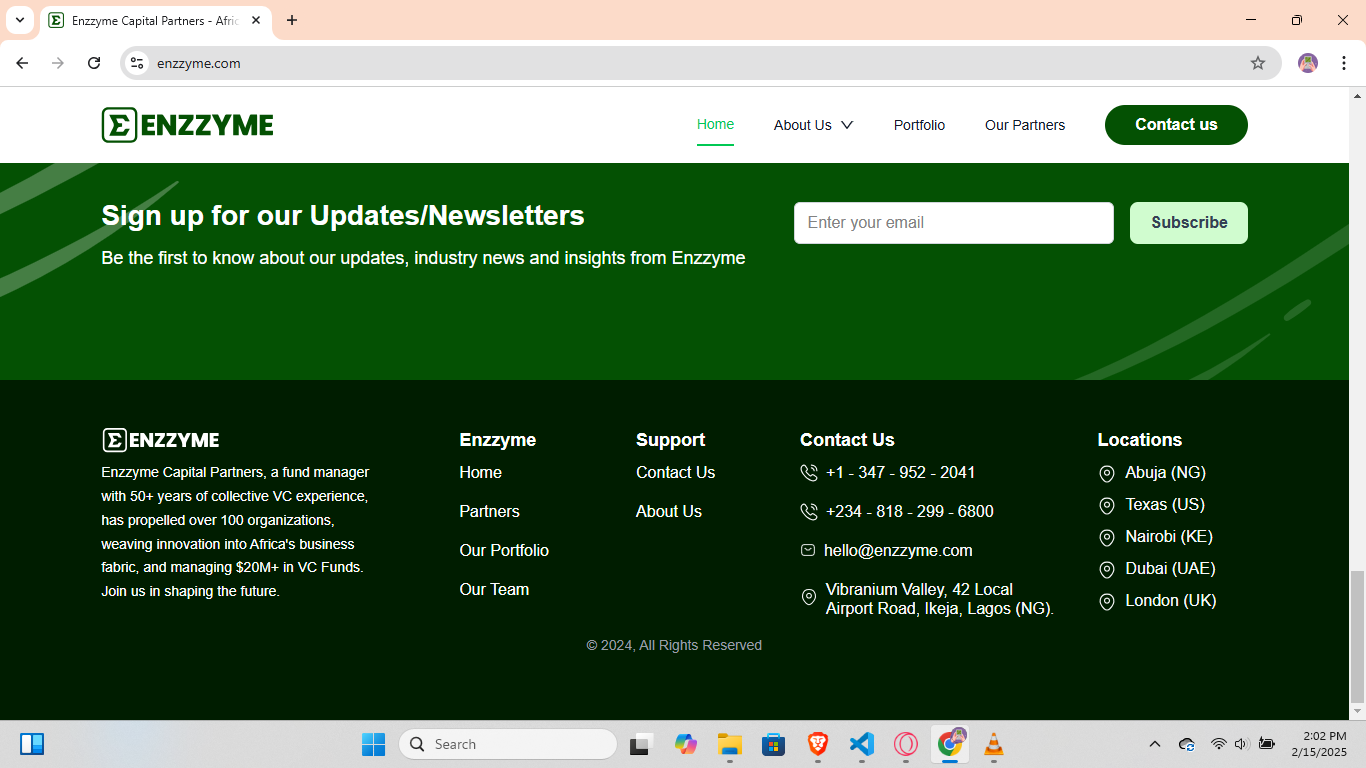 Enzzyme Capital Partners - Afric
enzzyme.com
ENZZYME
Home
About Us
Portfolio
Our Partners
Contact us
Sign up for our Updates/Newsletters
Be the first to know about our updates, industry news and insights from Enzzyme
Enter your email
Subscribe
ENZZYME
Enzzyme Capital Partners, a fund manager
with 50+ years of collective VC experience,
has propelled over 100 organizations,
weaving innovation into Africa's business
fabric, and managing $20M+ in VC Funds.
Join us in shaping the future.
Enzzyme
Home
Partners
Our Portfolio
Our Team
Support
Contact Us
About Us
Contact Us
+1 - 347 - 952 - 2041
+234 - 818 - 299 - 6800
hello@enzzyme.com
Vibranium Valley, 42 Local
Airport Road, Ikeja, Lagos (NG).
Locations
Abuja (NG)
Texas (US)
Nairobi (KE)
Dubai (UAE)
London (UK)
© 2024, All Rights Reserved
Search
2:02 PM
2/15/2025